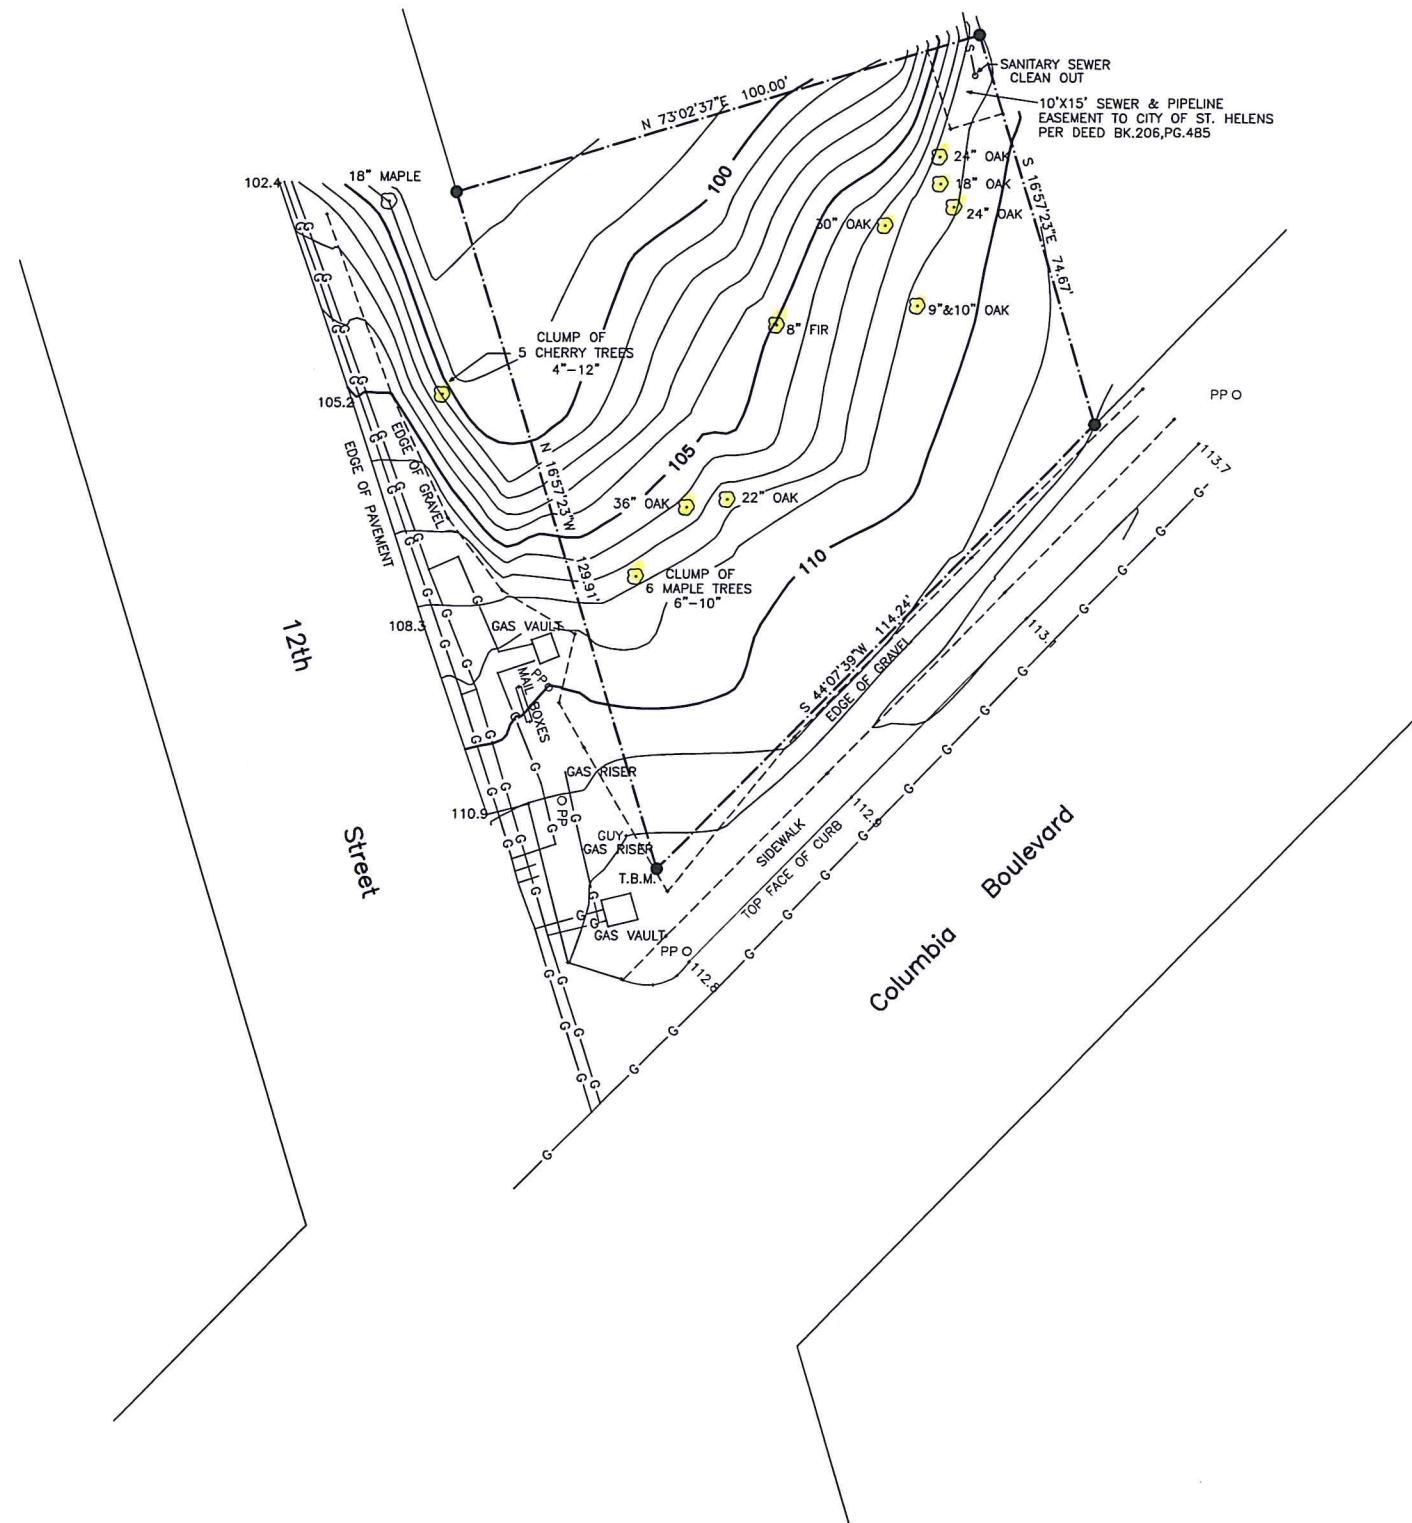 SANITARY SEWER
CLEAN OUT
S
N 73°02'37"E 100.00'
10'X15' SEWER & PIPELINE
EASEMENT TO CITY OF ST. HELENS
PER DEED BK.206,PG.485
24" OAK
18" OAK
24" OAK
S 16°57'23"E 74.67'
102.4
18" MAPLE
100
30" OAK
9"&10" OAK
8" FIR
CLUMP OF
5 CHERRY TREES
4"-12"
105.2
PP
EDGE OF GRAVEL
EDGE OF PAVEMENT
N 16°57'23"W 129.91'
105
113.7
36" OAK
22" OAK
110
CLUMP OF
6 MAPLE TREES
6"-10"
108.3
GAS VAULT
12th Street
PP
MAIL BOXES
S 44°07'39"W 114.24'
EDGE OF GRAVEL
113.1
GAS RISER
110.9
PP
GUY
GAS RISER
T.B.M.
112.9
SIDEWALK
TOP FACE OF CURB
GAS VAULT
PP
112.8
Columbia Boulevard
G G G G G G G G G G G G G G G G G